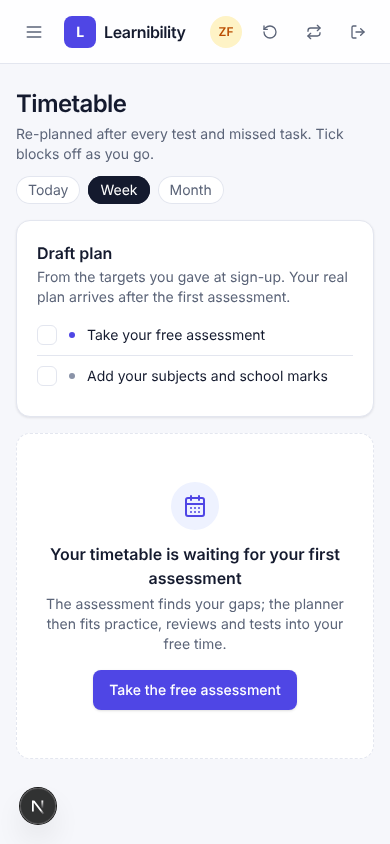 L Learnibility ZF
Timetable
Re-planned after every test and missed task. Tick
blocks off as you go.
Today Week Month
Draft plan
From the targets you gave at sign-up. Your real
plan arrives after the first assessment.
Take your free assessment
Add your subjects and school marks
Your timetable is waiting for your first
assessment
The assessment finds your gaps; the planner
then fits practice, reviews and tests into your
free time.
Take the free assessment
N